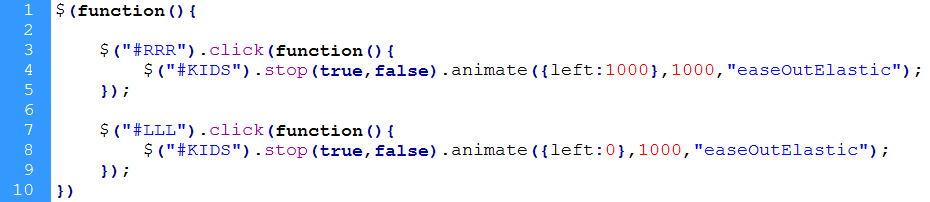 1 $(function(){
2
3 $("#RRR").click(function(){
4 $("#KIDS").stop(true,false).animate({left:1000},1000,"easeOutElastic");
5 });
6
7 $("#LLL").click(function(){
8 $("#KIDS").stop(true,false).animate({left:0},1000,"easeOutElastic");
9 });
10 })